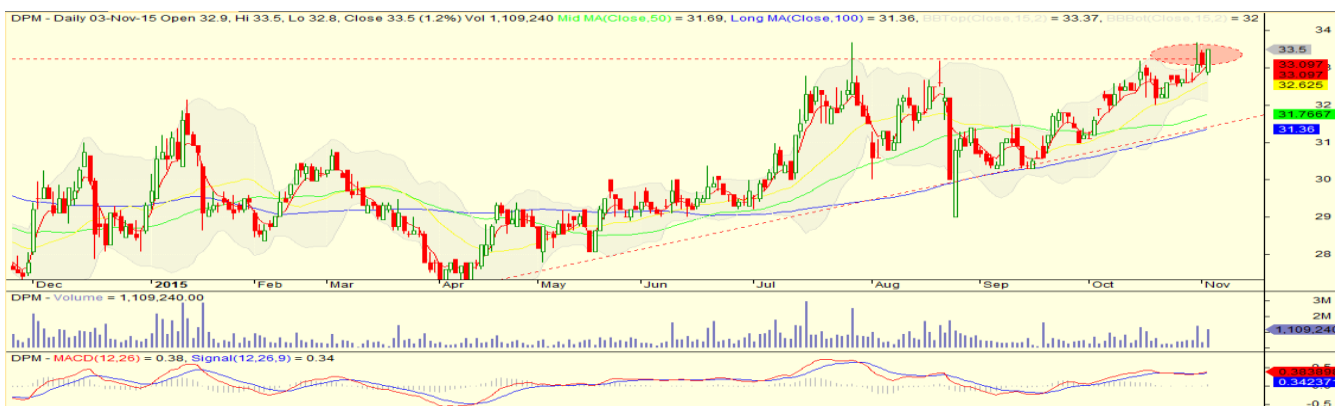 DPM - Daily 03-Nov-15 Open 32.9, Hi 33.5, Lo 32.8, Close 33.5 (1.2%) Vol 1,109,240 Mid MA(Close,50) = 31.69, Long MA(Close,100) = 31.36, BBTop(Close,15,2) = 33.37, BBBot(Close,15,2) = 32
34
33.5
33.097
33.097
32.625
32
31.7667
31.36
31
30
29
28
Dec 2015 Feb Mar Apr May Jun Jul Aug Sep Oct Nov
DPM - Volume = 1,109,240.00
3M
2M
1,109,240
DPM - MACD(12,26) = 0.38, Signal(12,26,9) = 0.34
0.342377
-0.5